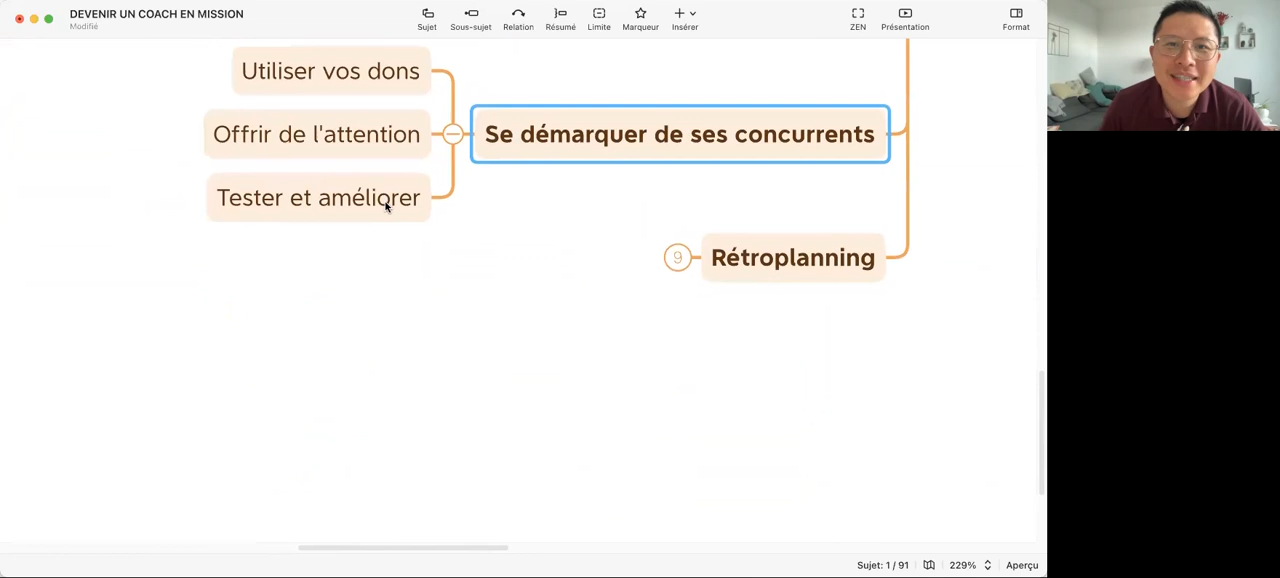 DEVENIR UN COACH EN MISSION
Modifié
Sujet
Sous-sujet
Relation
Résumé
Limite
Marqueur
Insérer
ZEN
Présentation
Format
Utiliser vos dons
Offrir de l'attention
Se démarquer de ses concurrents
Tester et améliorer
9
Rétroplanning
Sujet: 1 / 91
229%
Aperçu